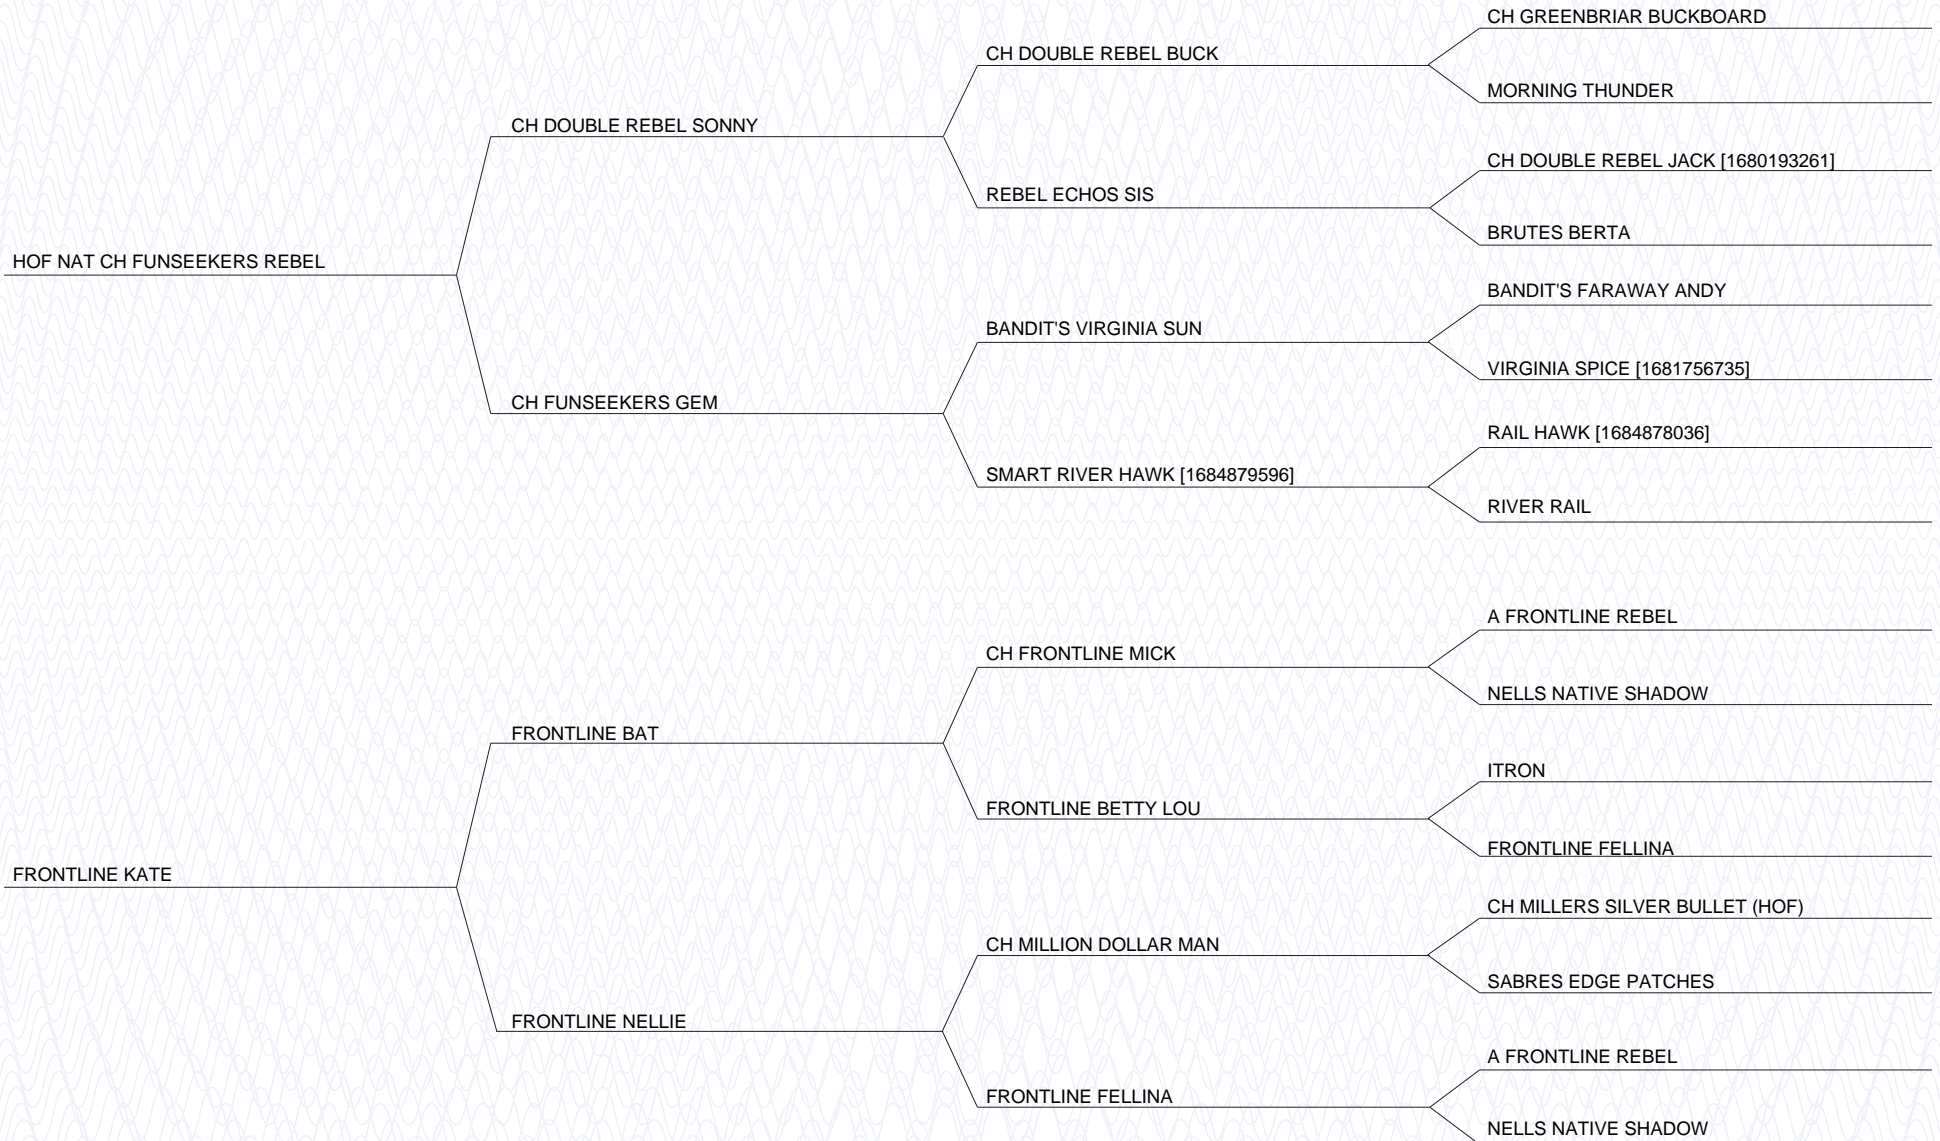 CH GREENBRIAR BUCKBOARD
CH DOUBLE REBEL BUCK
MORNING THUNDER
CH DOUBLE REBEL SONNY
CH DOUBLE REBEL JACK [1680193261]
REBEL ECHOS SIS
BRUTES BERTA
HOF NAT CH FUNSEEKERS REBEL
BANDIT'S FARAWAY ANDY
BANDIT'S VIRGINIA SUN
VIRGINIA SPICE [1681756735]
CH FUNSEEKERS GEM
RAIL HAWK [1684878036]
SMART RIVER HAWK [1684879596]
RIVER RAIL
A FRONTLINE REBEL
CH FRONTLINE MICK
NELLS NATIVE SHADOW
FRONTLINE BAT
ITRON
FRONTLINE BETTY LOU
FRONTLINE FELLINA
FRONTLINE KATE
CH MILLERS SILVER BULLET (HOF)
CH MILLION DOLLAR MAN
SABRES EDGE PATCHES
FRONTLINE NELLIE
A FRONTLINE REBEL
FRONTLINE FELLINA
NELLS NATIVE SHADOW